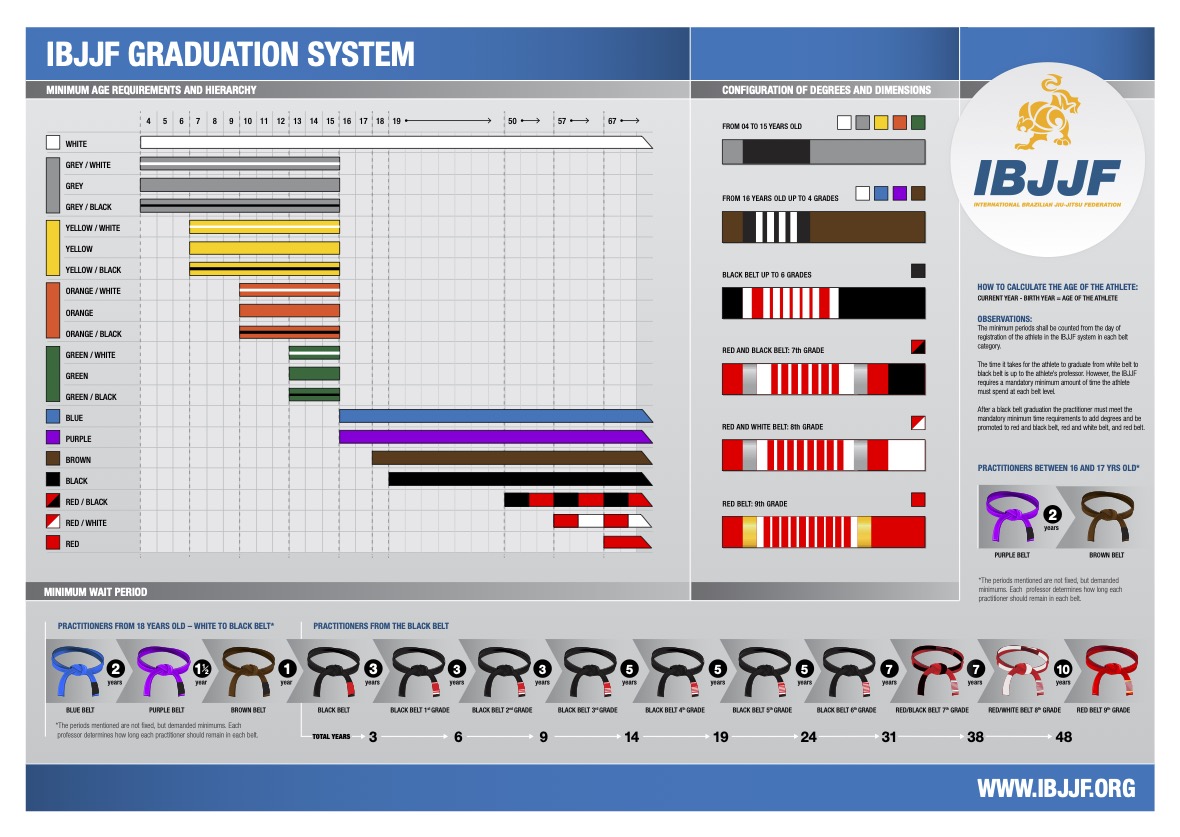 IBJJF GRADUATION SYSTEM
MINIMUM AGE REQUIREMENTS AND HIERARCHY
4 5 6 7 8 9 10 11 12 13 14 15 16 17 18 19 50 57 67
WHITE
GREY / WHITE
GREY
GREY / BLACK
YELLOW / WHITE
YELLOW
YELLOW / BLACK
ORANGE / WHITE
ORANGE
ORANGE / BLACK
GREEN / WHITE
GREEN
GREEN / BLACK
BLUE
PURPLE
BROWN
BLACK
RED / BLACK
RED / WHITE
RED
CONFIGURATION OF DEGREES AND DIMENSIONS
FROM 04 TO 15 YEARS OLD
FROM 16 YEARS OLD UP TO 4 GRADES
BLACK BELT UP TO 6 GRADES
RED AND BLACK BELT: 7th GRADE
RED AND WHITE BELT: 8th GRADE
RED BELT: 9th GRADE
IBJJF
INTERNATIONAL BRAZILIAN JIU-JITSU FEDERATION
HOW TO CALCULATE THE AGE OF THE ATHLETE:
CURRENT YEAR - BIRTH YEAR = AGE OF THE ATHLETE
OBSERVATIONS:
The minimum periods shall be counted from the day of
registration of the athlete in the IBJJF system in each belt
category.
The time it takes for the athlete to graduate from white belt to
black belt is up to the athlete's professor. However, the IBJJF
requires a mandatory minimum amount of time the athlete
must spend at each belt level.
After a black belt graduation the practitioner must meet the
mandatory minimum time requirements to add degrees and be
promoted to red and black belt, red and white belt, and red belt.
PRACTITIONERS BETWEEN 16 AND 17 YRS OLD*
2
years
PURPLE BELT BROWN BELT
*The periods mentioned are not fixed, but demanded
minimums. Each professor determines how long each
practitioner should remain in each belt.
MINIMUM WAIT PERIOD
PRACTITIONERS FROM 18 YEARS OLD – WHITE TO BLACK BELT*
PRACTITIONERS FROM THE BLACK BELT
2 1½ 1 3 3 3 5 5 5 7 7 10
years year year years years years years years years years years years
BLUE BELT PURPLE BELT BROWN BELT BLACK BELT BLACK BELT 1st GRADE BLACK BELT 2nd GRADE BLACK BELT 3rd GRADE BLACK BELT 4th GRADE BLACK BELT 5th GRADE BLACK BELT 6th GRADE RED/BLACK BELT 7th GRADE RED/WHITE BELT 8th GRADE RED BELT 9th GRADE
*The periods mentioned are not fixed, but demanded minimums. Each
professor determines how long each practitioner should remain in each belt.
TOTAL YEARS 3 6 9 14 19 24 31 38 48
WWW.IBJJF.ORG